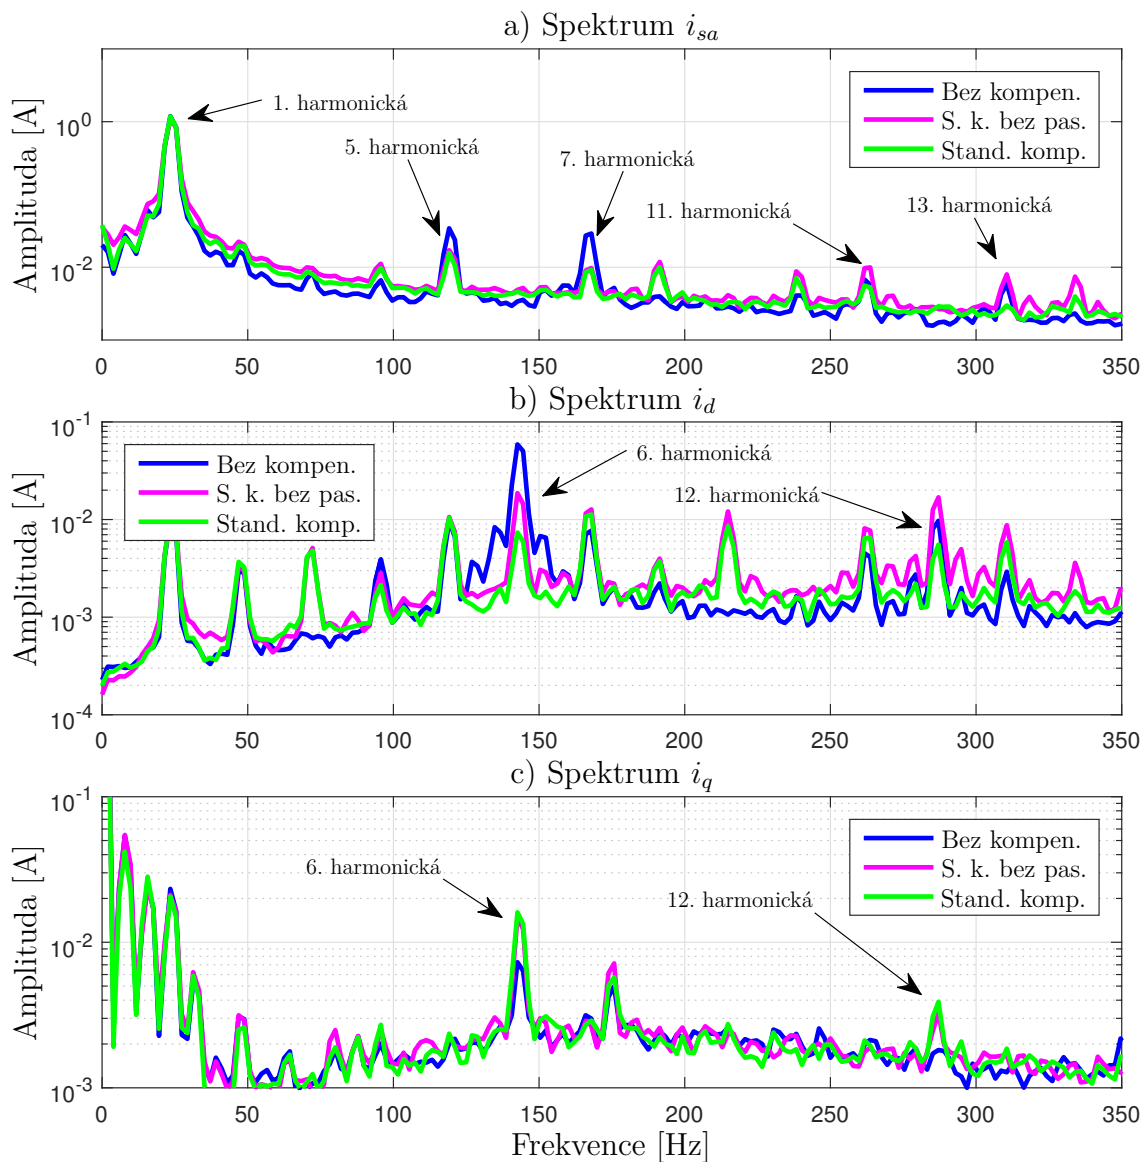 a) Spektrum i_sa
Amplituda [A]
10^0
10^-2
1. harmonická
5. harmonická
7. harmonická
11. harmonická
13. harmonická
Bez kompen.
S. k. bez pas.
Stand. komp.
0 50 100 150 200 250 300 350
b) Spektrum i_d
Amplituda [A]
10^-1
10^-2
10^-3
10^-4
Bez kompen.
S. k. bez pas.
Stand. komp.
6. harmonická
12. harmonická
0 50 100 150 200 250 300 350
c) Spektrum i_q
Amplituda [A]
10^-1
10^-2
10^-3
6. harmonická
12. harmonická
Bez kompen.
S. k. bez pas.
Stand. komp.
0 50 100 150 200 250 300 350
Frekvence [Hz]